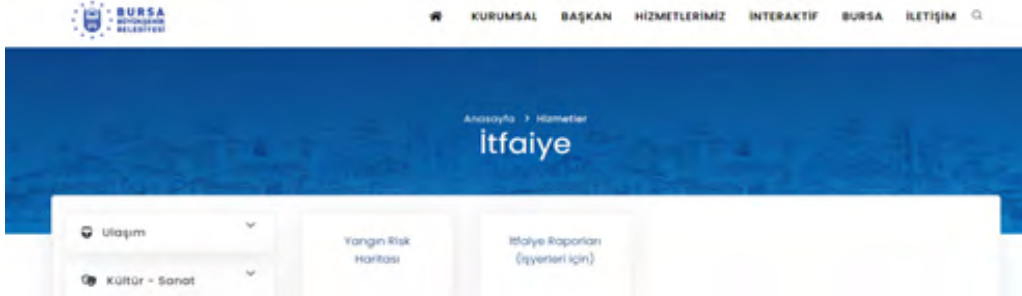 BURSA
BÜYÜKŞEHİR
BELEDİYESİ
KURUMSAL BAŞKAN HİZMETLERİMİZ İNTERAKTİF BURSA İLETİŞİM
Anasayfa > Hizmetler
İtfaiye
Ulaşım
Kültür - Sanat
Yangın Risk
Haritası
İtfaiye Raporları
(İşyerleri için)